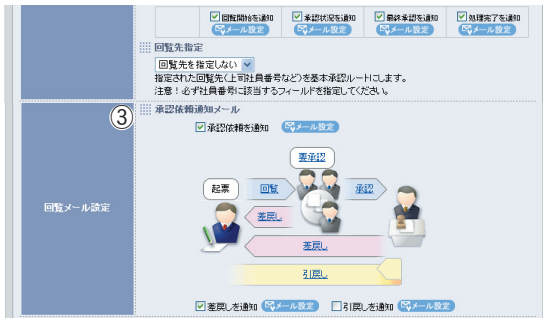 回覧開始を通知 承認状況を通知 最終承認を通知 処理完了を通知
メール設定 メール設定 メール設定 メール設定
回覧先指定
回覧先を指定しない
指定された回覧先(上司社員番号など)を基本承認ルートにします。
注意！必ず社員番号に該当するフィールドを指定してください。
③
承認依頼通知メール
承認依頼を通知 メール設定
要承認
起票 回覧 承認
差戻し
回覧メール設定
差戻し
引戻し
差戻しを通知 メール設定 引戻しを通知 メール設定